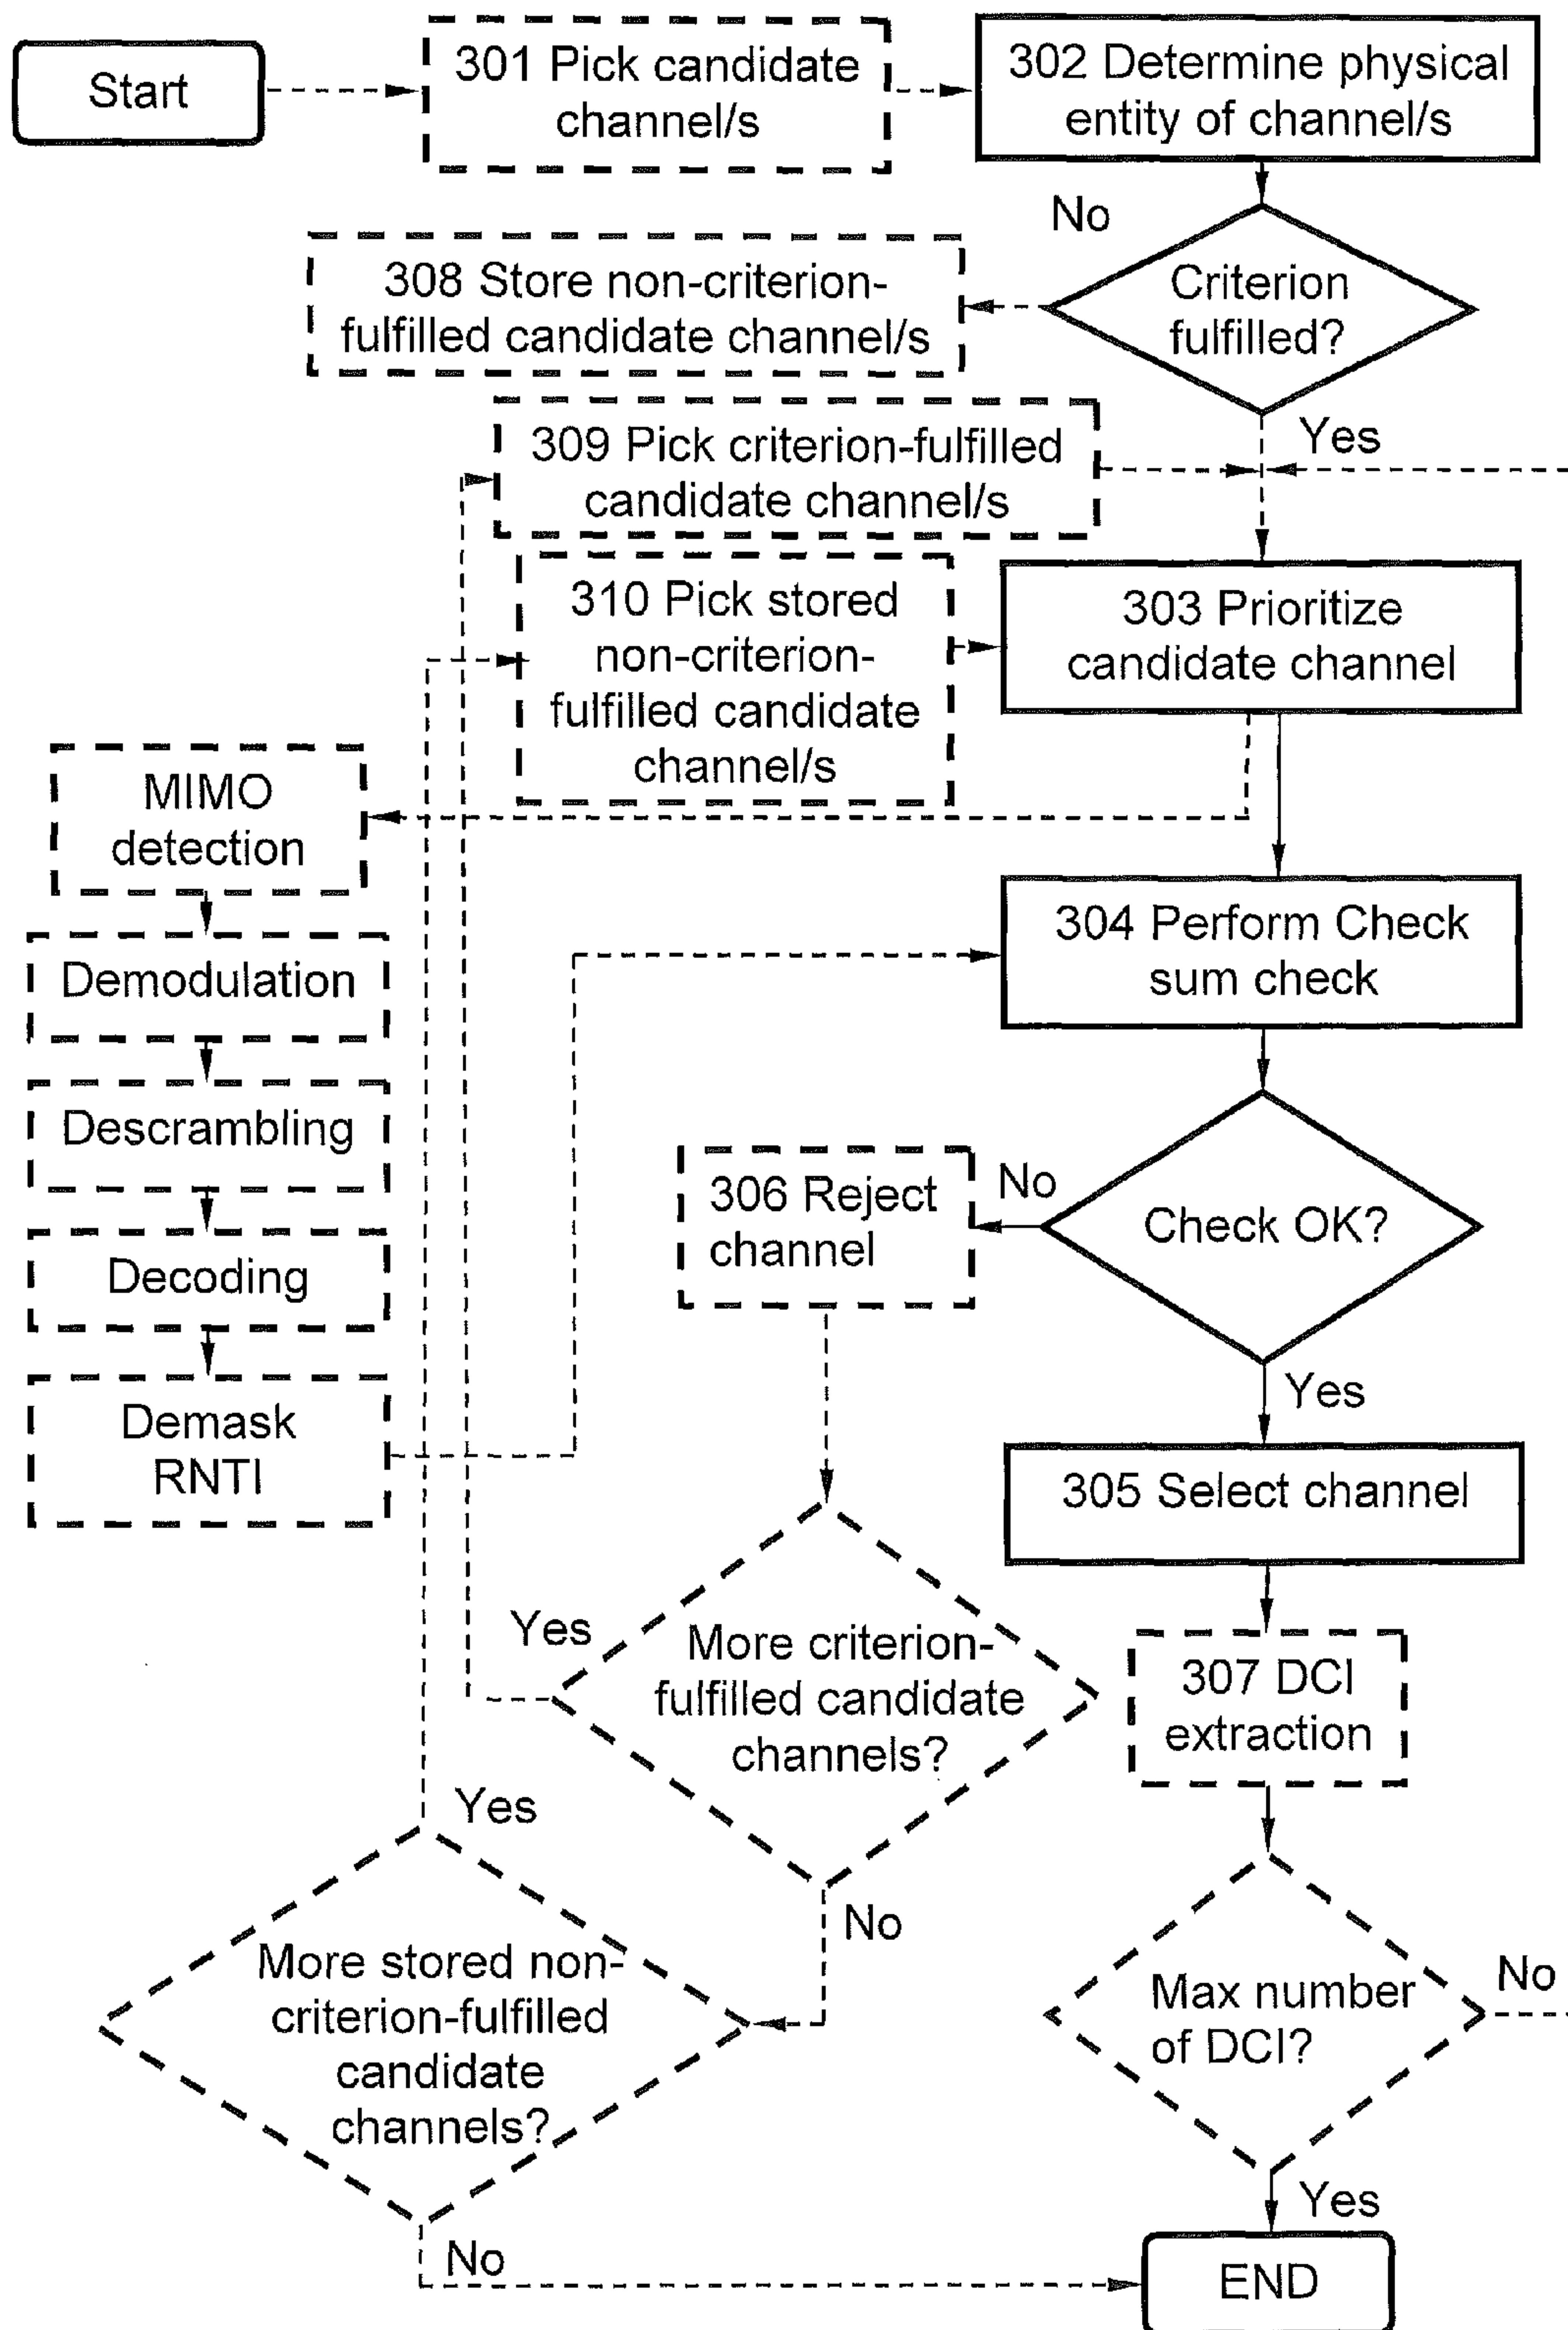 Start
301 Pick candidate
channel/s
302 Determine physical
entity of channel/s
No
308 Store non-criterion-
fulfilled candidate channel/s
Criterion
fulfilled?
Yes
309 Pick criterion-fulfilled
candidate channel/s
310 Pick stored
non-criterion-
fulfilled candidate
channel/s
303 Prioritize
candidate channel
MIMO
detection
Demodulation
Descrambling
Decoding
Demask
RNTI
304 Perform Check
sum check
Check OK?
No
306 Reject
channel
Yes
305 Select channel
Yes
More criterion-
fulfilled candidate
channels?
No
307 DCI
extraction
Yes
More stored non-
criterion-fulfilled
candidate
channels?
No
Max number
of DCI?
No
Yes
END